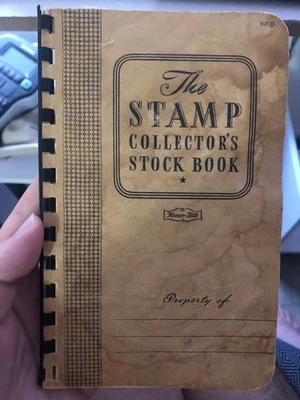 The
STAMP
COLLECTOR'S
STOCK BOOK
Property of